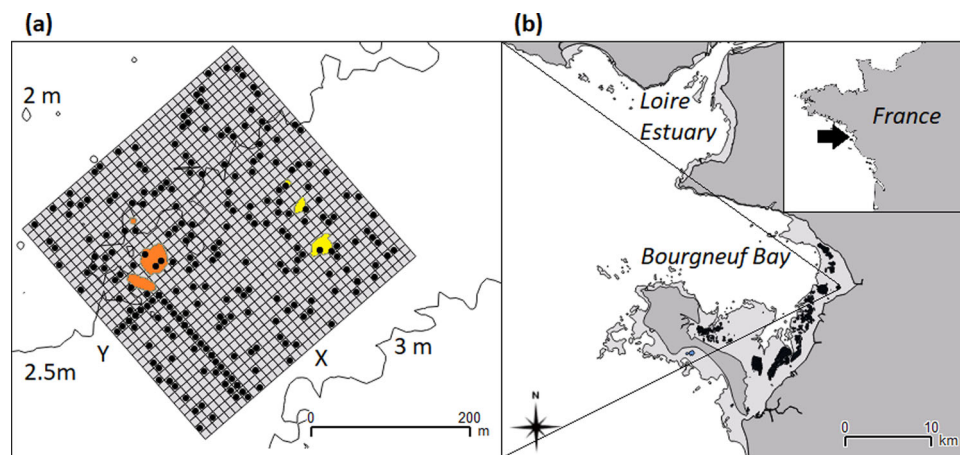 (a)
2 m
Y
X
2.5m
3 m
0
200
m
(b)
Loire
Estuary
France
Bourgneuf Bay
N
0
10
km